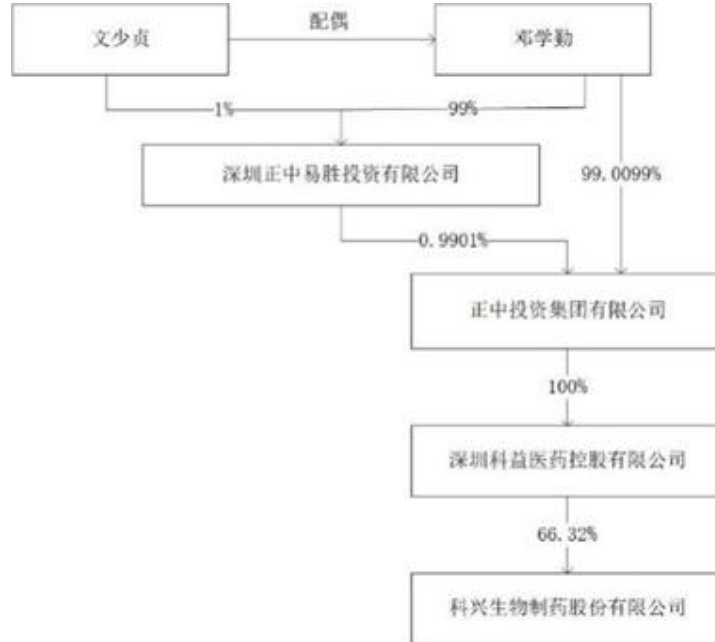 文少贞
配偶
邓学勤
1%
99%
深圳正中易胜投资有限公司
99.0099%
0.9901%
正中投资集团有限公司
100%
深圳科益医药控股有限公司
66.32%
科兴生物制药股份有限公司